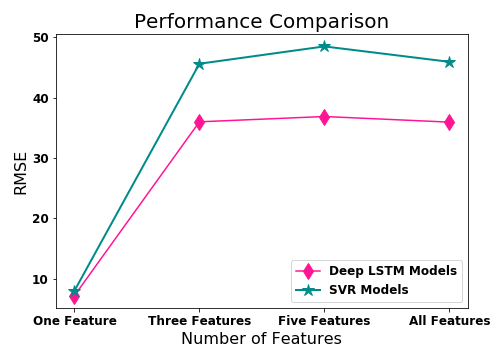 Performance Comparison
RMSE
50
40
30
20
10
Deep LSTM Models
SVR Models
One Feature Three Features Five Features All Features
Number of Features